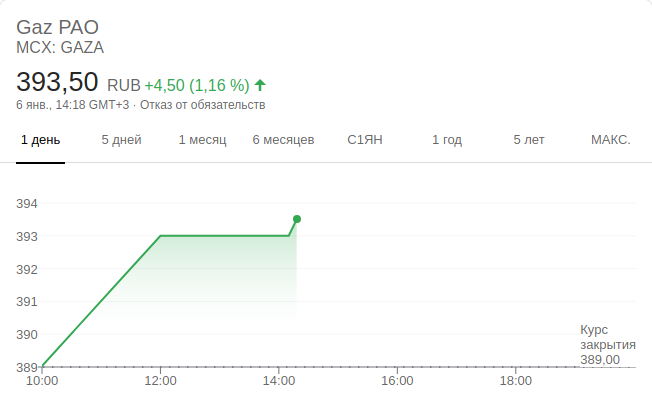 Gaz PAO
MCX: GAZA
393,50 RUB +4,50 (1,16 %)
6 янв., 14:18 GMT+3 · Отказ от обязательств
1 день 5 дней 1 месяц 6 месяцев С1ЯН 1 год 5 лет МАКС.
394
393
392
391
390
389
Курс
закрытия
389,00
10:00 12:00 14:00 16:00 18:00